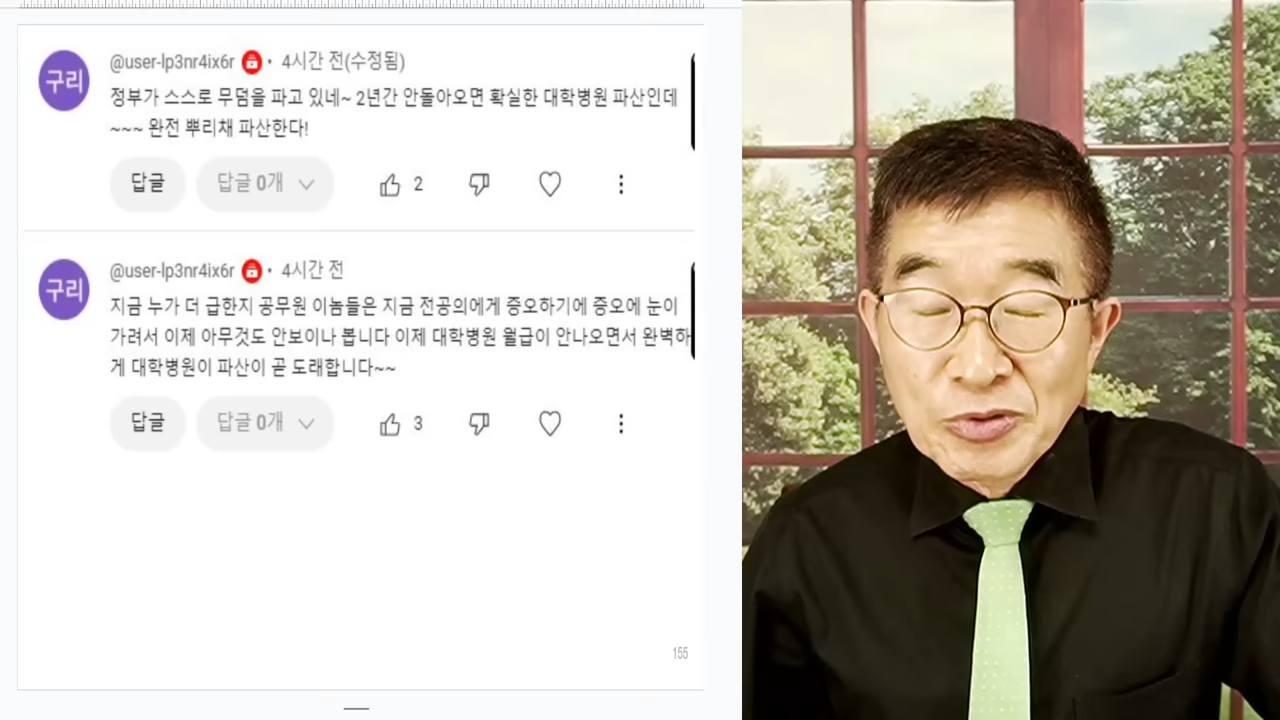 구리
@user-lp3nr4ix6r • 4시간 전(수정됨)
정부가 스스로 무덤을 파고 있네~ 2년간 안돌아오면 확실한 대학병원 파산인데
~~~ 완전 뿌리채 파산한다!
답글 답글 0개 2
구리
@user-lp3nr4ix6r • 4시간 전
지금 누가 더 급한지 공무원 이놈들은 지금 전공의에게 증오하기에 증오에 눈이
가려서 이제 아무것도 안보이나 봅니다 이제 대학병원 월급이 안나오면서 완벽하
게 대학병원이 파산이 곧 도래합니다~~
답글 답글 0개 3
155